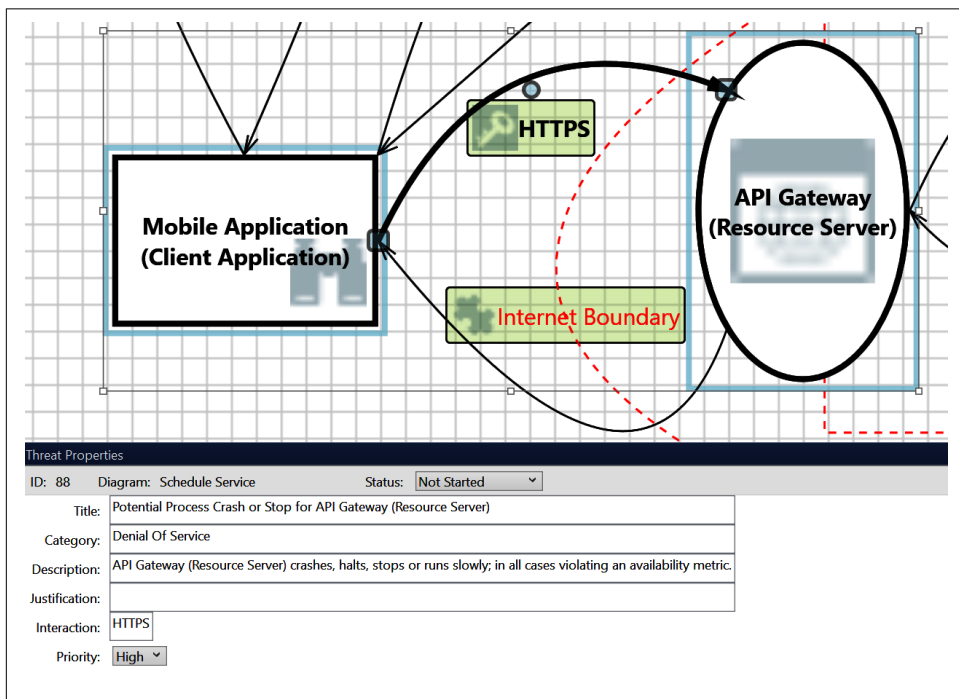 HTTPS
API Gateway
(Resource Server)
Mobile Application
(Client Application)
Internet Boundary
Threat Properties
ID: 88 Diagram: Schedule Service Status: Not Started
Title: Potential Process Crash or Stop for API Gateway (Resource Server)
Category: Denial Of Service
Description: API Gateway (Resource Server) crashes, halts, stops or runs slowly; in all cases violating an availability metric.
Justification:
Interaction: HTTPS
Priority: High